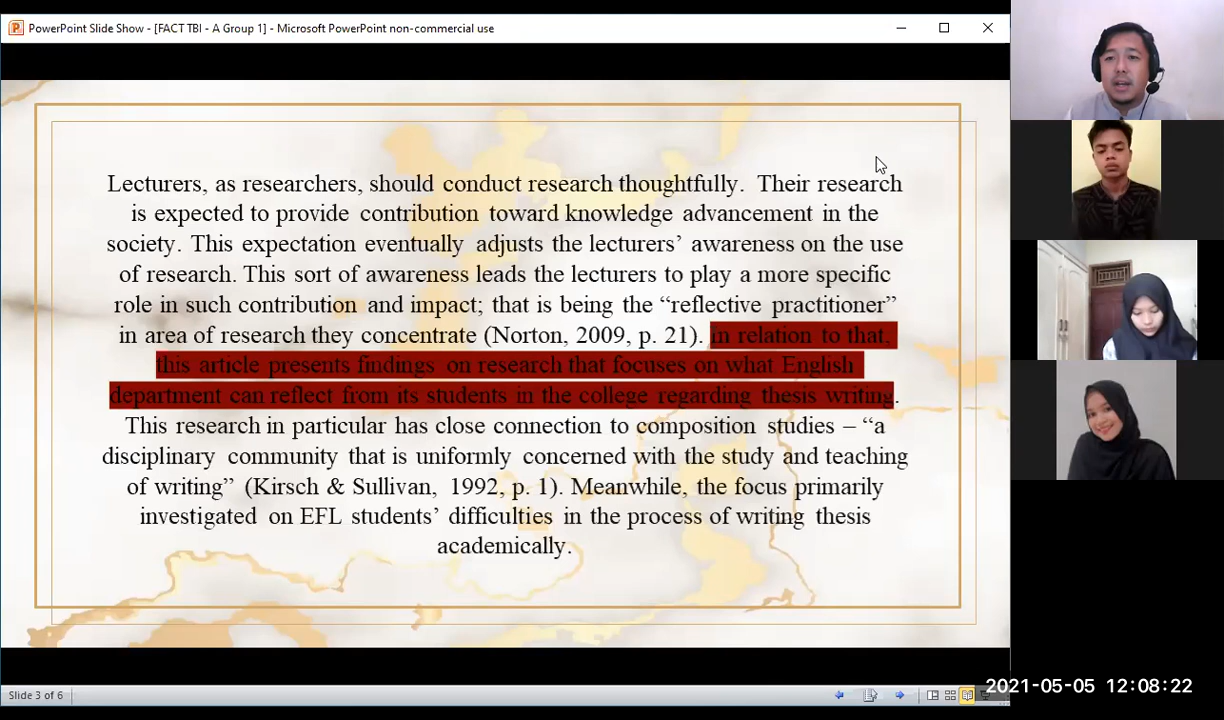 PowerPoint Slide Show - [FACT TBI - A Group 1] - Microsoft PowerPoint non-commercial use
Lecturers, as researchers, should conduct research thoughtfully. Their research
is expected to provide contribution toward knowledge advancement in the
society. This expectation eventually adjusts the lecturers’ awareness on the use
of research. This sort of awareness leads the lecturers to play a more specific
role in such contribution and impact; that is being the “reflective practitioner”
in area of research they concentrate (Norton, 2009, p. 21). In relation to that,
this article presents findings on research that focuses on what English
department can reflect from its students in the college regarding thesis writing.
This research in particular has close connection to composition studies – “a
disciplinary community that is uniformly concerned with the study and teaching
of writing” (Kirsch & Sullivan, 1992, p. 1). Meanwhile, the focus primarily
investigated on EFL students’ difficulties in the process of writing thesis
academically.
Slide 3 of 6
2021-05-05 12:08:22